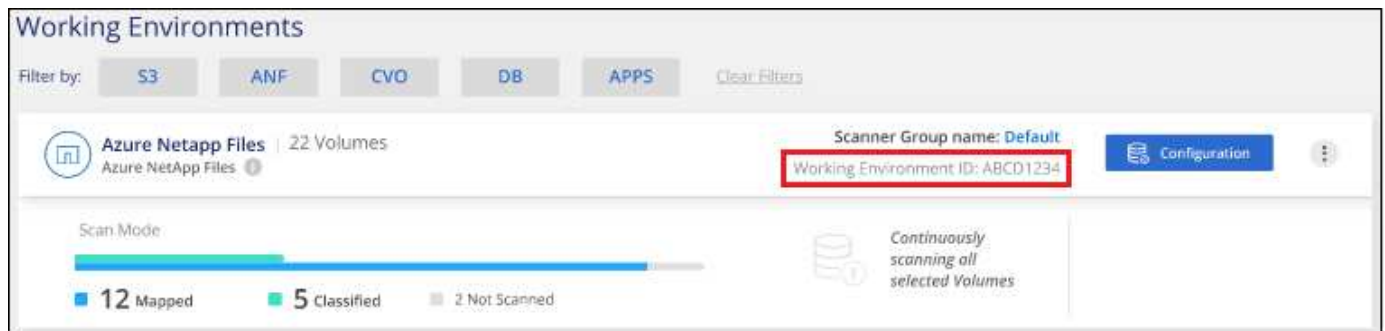 Working Environments
Filter by: S3 ANF CVO DB APPS Clear Filters
Azure Netapp Files 22 Volumes
Azure NetApp Files
Scanner Group name: Default
Working Environment ID: ABCD1234
Configuration
Scan Mode
12 Mapped 5 Classified 2 Not Scanned
Continuously
scanning all
selected Volumes